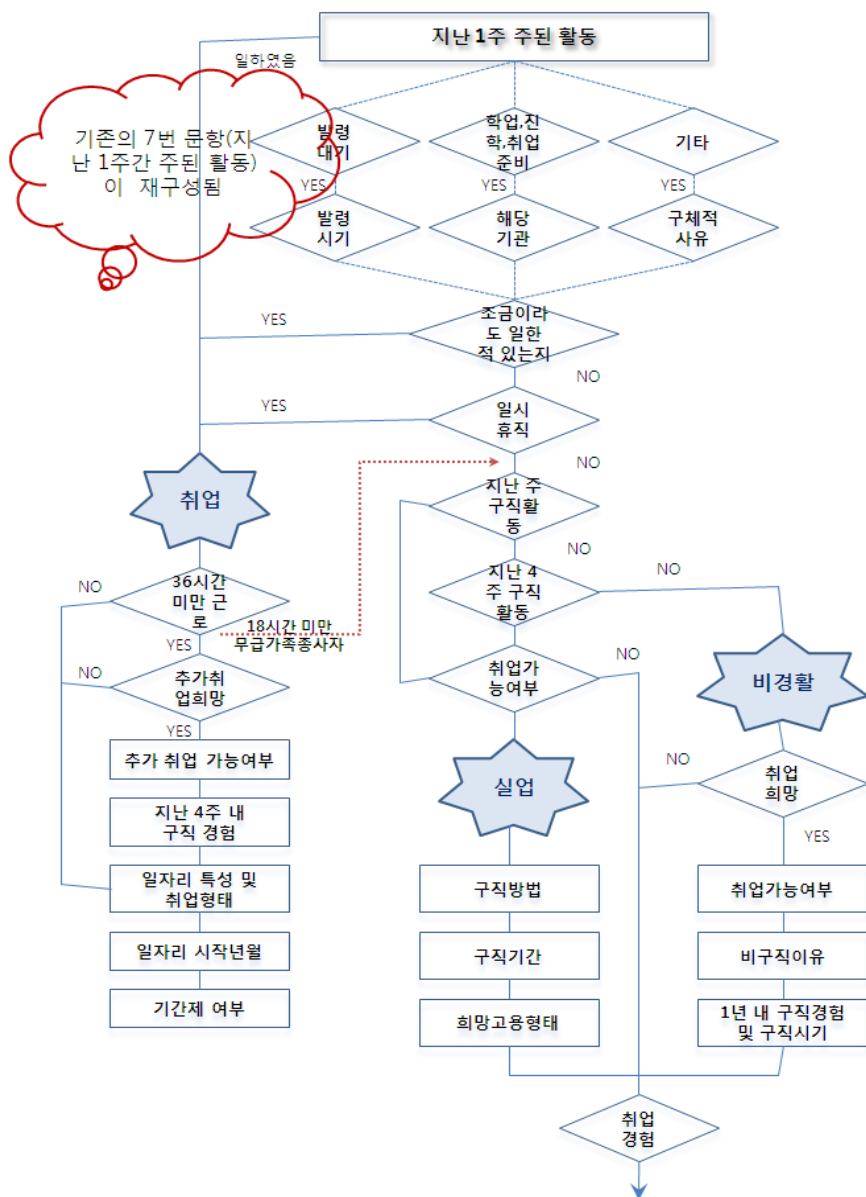 지난 1주 주된 활동
일하였음
기존의 7번 문항(지
난 1주간 주된 활동)
이 재구성됨
발령
대기
학업,진
학,취업
준비
기타
YES
YES
YES
발령
시기
해당
기관
구체적
사유
YES
조금이라
도 일한
적 있는지
NO
YES
일시
휴직
NO
취업
지난 주
구직활
동
NO
NO
36시간
미만 근
로
지난 4
주 구직
활동
NO
YES
18시간 미만
무급가족종사자
NO
추가취
업희망
취업가
능여부
NO
비경활
YES
추가 취업 가능여부
실업
NO
취업
희망
YES
지난 4주 내
구직 경험
일자리 특성 및
취업형태
구직방법
취업가능여부
일자리 시작년월
구직기간
비구직이유
기간제 여부
희망고용형태
1년 내 구직경험
및 구직시기
취업
경험